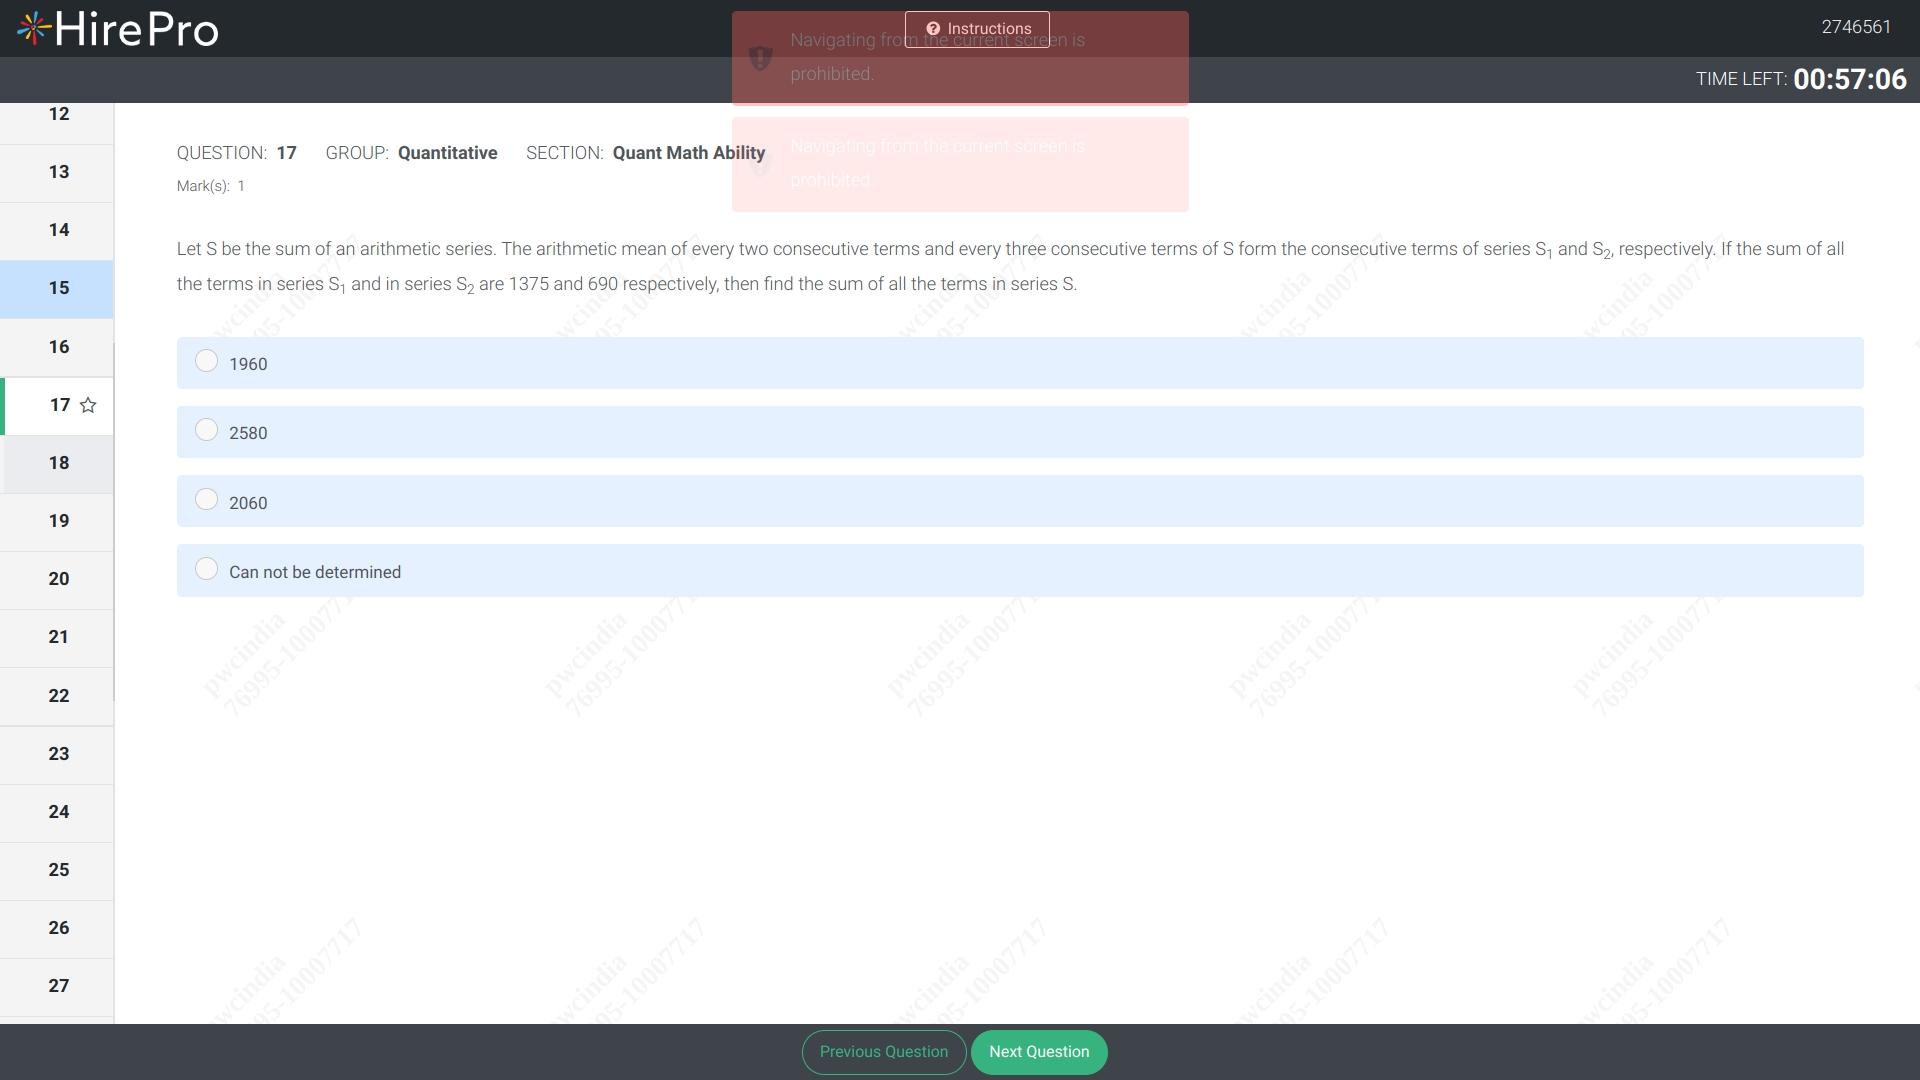 HirePro
Instructions
2746561
Navigating from the current screen is
prohibited.
TIME LEFT: 00:57:06
Navigating from the current screen is
prohibited.
12
13
14
15
16
17
18
19
20
21
22
23
24
25
26
27
QUESTION: 17 GROUP: Quantitative SECTION: Quant Math Ability
Mark(s): 1
Let S be the sum of an arithmetic series. The arithmetic mean of every two consecutive terms and every three consecutive terms of S form the consecutive terms of series S₁ and S₂, respectively. If the sum of all
the terms in series S₁ and in series S₂ are 1375 and 690 respectively, then find the sum of all the terms in series S.
1960
2580
2060
Can not be determined
pwcindia
76995-10007717
Previous Question
Next Question